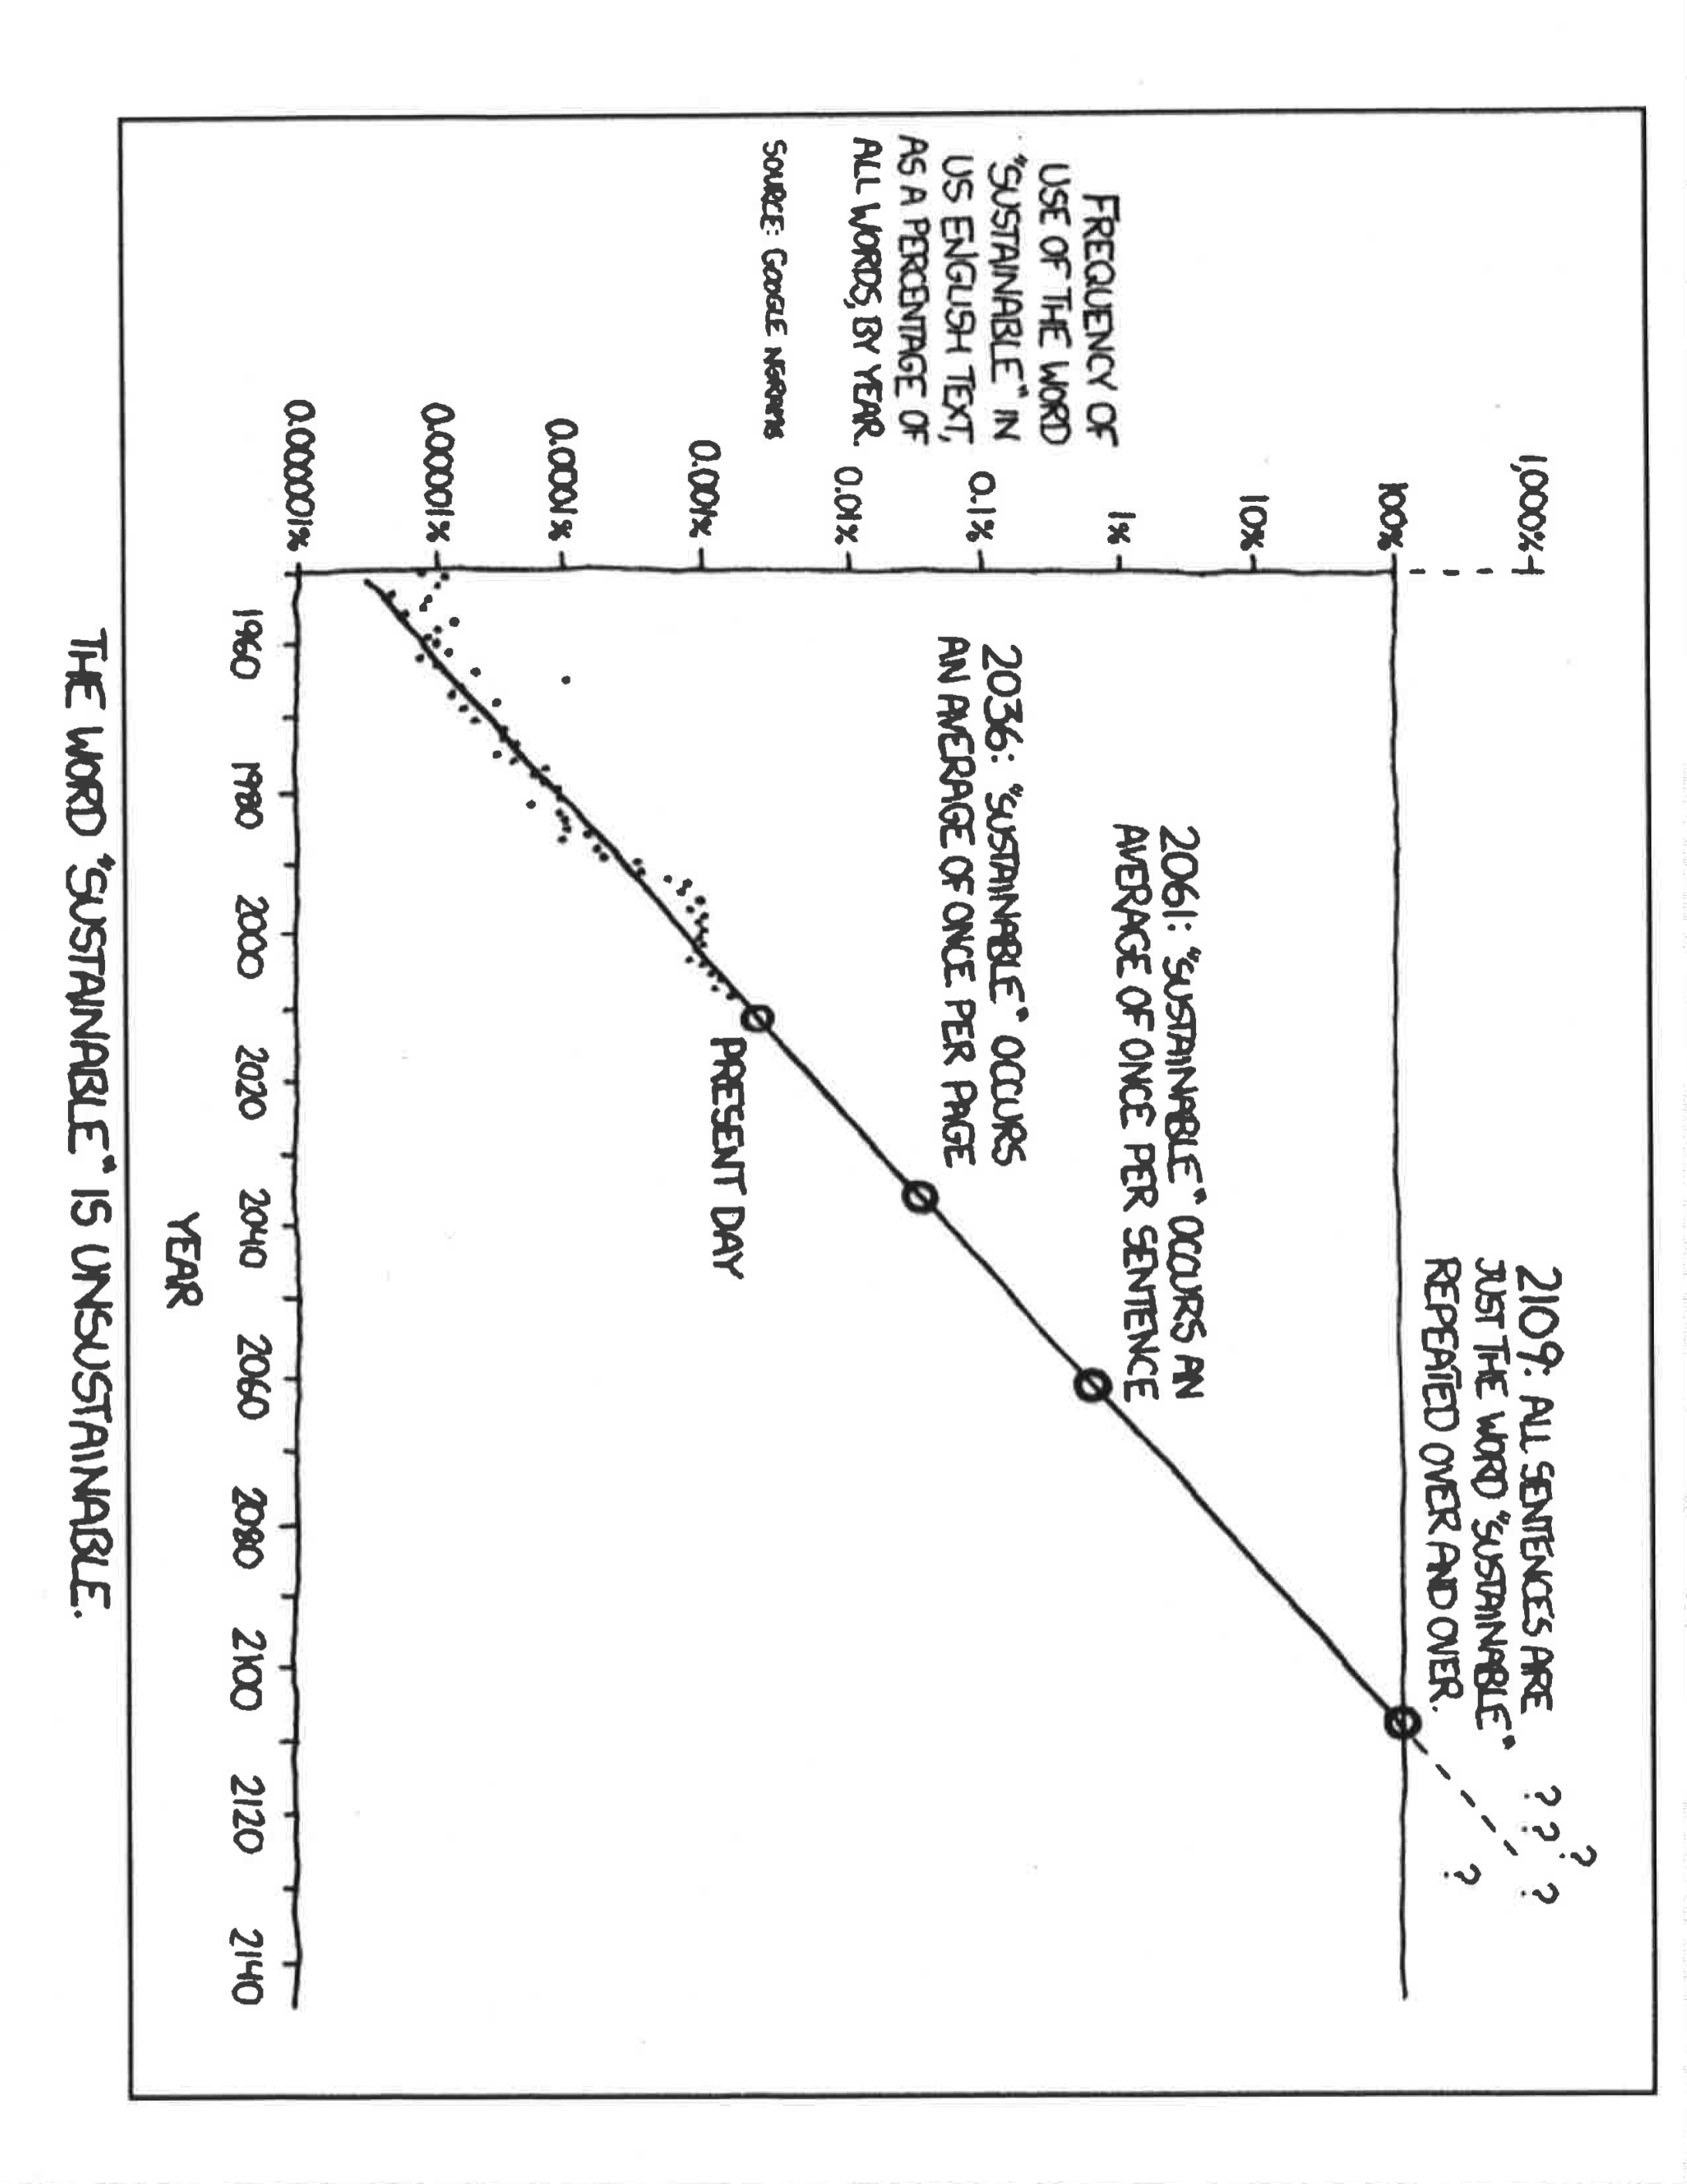 FREQUENCY OF
USE OF THE WORD
"SUSTAINABLE" IN
US ENGLISH TEXT,
AS A PERCENTAGE OF
ALL WORDS, BY YEAR.
SOURCE: GOOGLE NGRAMS
1,000%
100%
10%
1%
0.1%
0.01%
0.001%
0.0001%
0.00001%
0.000001%
2109: ALL SENTENCES ARE
JUST THE WORD "SUSTAINABLE"
REPEATED OVER AND OVER.
? ? ? ? ?
2061: "SUSTAINABLE" OCCURS AN
AVERAGE OF ONCE PER SENTENCE
2036: "SUSTAINABLE" OCCURS
AN AVERAGE OF ONCE PER PAGE
PRESENT DAY
1960 1980 2000 2020 2040 2060 2080 2100 2120 2140
YEAR
THE WORD "SUSTAINABLE" IS UNSUSTAINABLE.